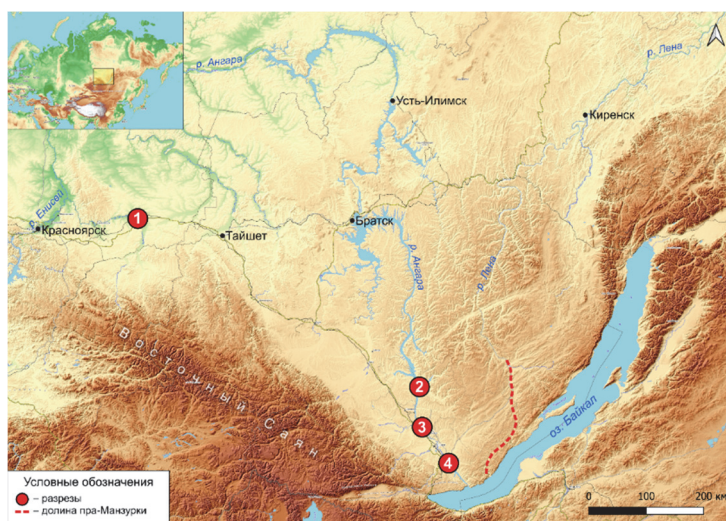 р. Ангара
р. Лена
Усть-Илимск
Киренск
р. Енисей
1
Красноярск
Тайшет
Братск
р. Ангара
р. Лена
Восточный Саян
2
3
4
оз. Байкал
Условные обозначения
– разрезы
– долина пра-Манзурки
0 100 200 км